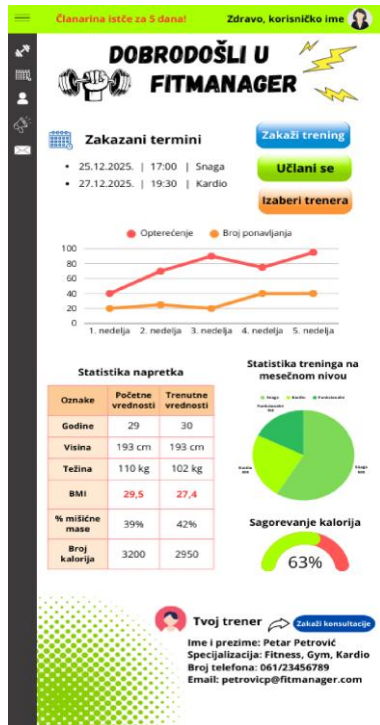 Članarina istče za 5 dana!
Zdravo, korisničko ime
DOBRODOŠLI U
FITMANAGER
Zakazani termini
• 25.12.2025. | 17:00 | Snaga
• 27.12.2025. | 19:30 | Kardio
Zakaži trening
Učlani se
Izaberi trenera
Opterećenje Broj ponavljanja
100
80
60
40
20
0
1. nedelja 2. nedelja 3. nedelja 4. nedelja 5. nedelja
Statistika napretka
Oznake Početne vrednosti Trenutne vrednosti
Godine 29 30
Visina 193 cm 193 cm
Težina 110 kg 102 kg
BMI 29,5 27,4
% mišićne mase 39% 42%
Broj kalorija 3200 2950
Statistika treninga na
mesečnom nivou
Snaga Kardio Funkcionalni
Funkcionalni
Kardio
Snaga
Sagorevanje kalorija
63%
Tvoj trener
Zakaži konsultacije
Ime i prezime: Petar Petrović
Specijalizacija: Fitness, Gym, Kardio
Broj telefona: 061/23456789
Email: petrovicp@fitmanager.com